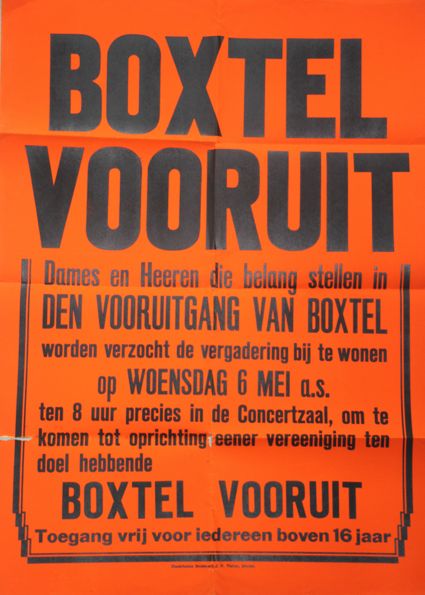 BOXTEL
VOORUIT
Dames en Heeren die belang stellen in
DEN VOORUITGANG VAN BOXTEL
worden verzocht de vergadering bij te wonen
op WOENSDAG 6 MEI a.s.
ten 8 uur precies in de Concertzaal, om te
komen tot oprichting eener vereeniging ten
doel hebbende
BOXTEL VOORUIT
Toegang vrij voor iedereen boven 16 jaar